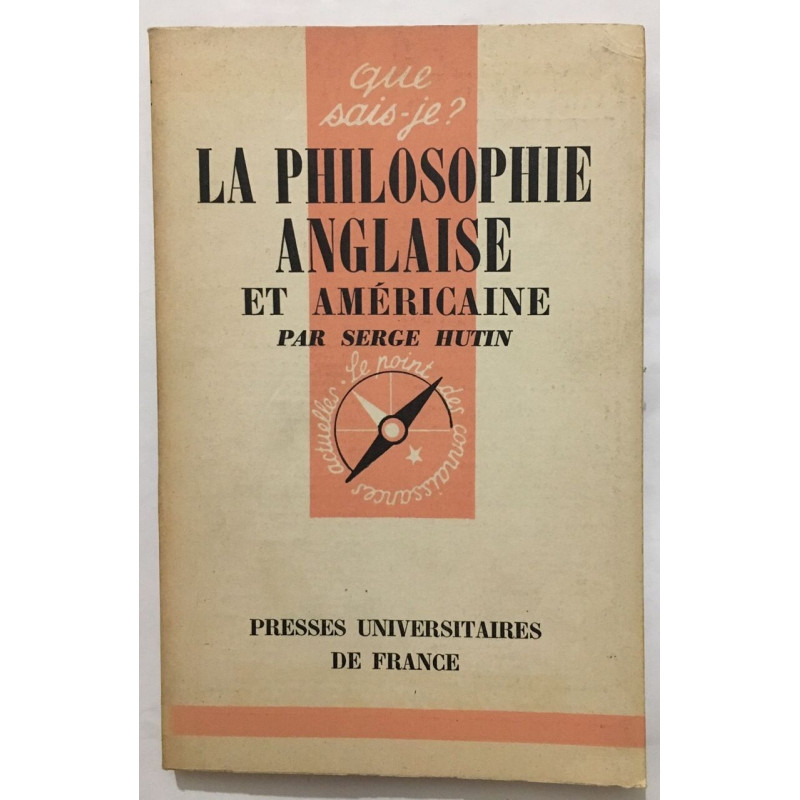 que
sais-je?
LA PHILOSOPHIE
ANGLAISE
ET AMÉRICAINE
PAR SERGE HUTIN
Le point des connaissances actuelles.
PRESSES UNIVERSITAIRES
DE FRANCE